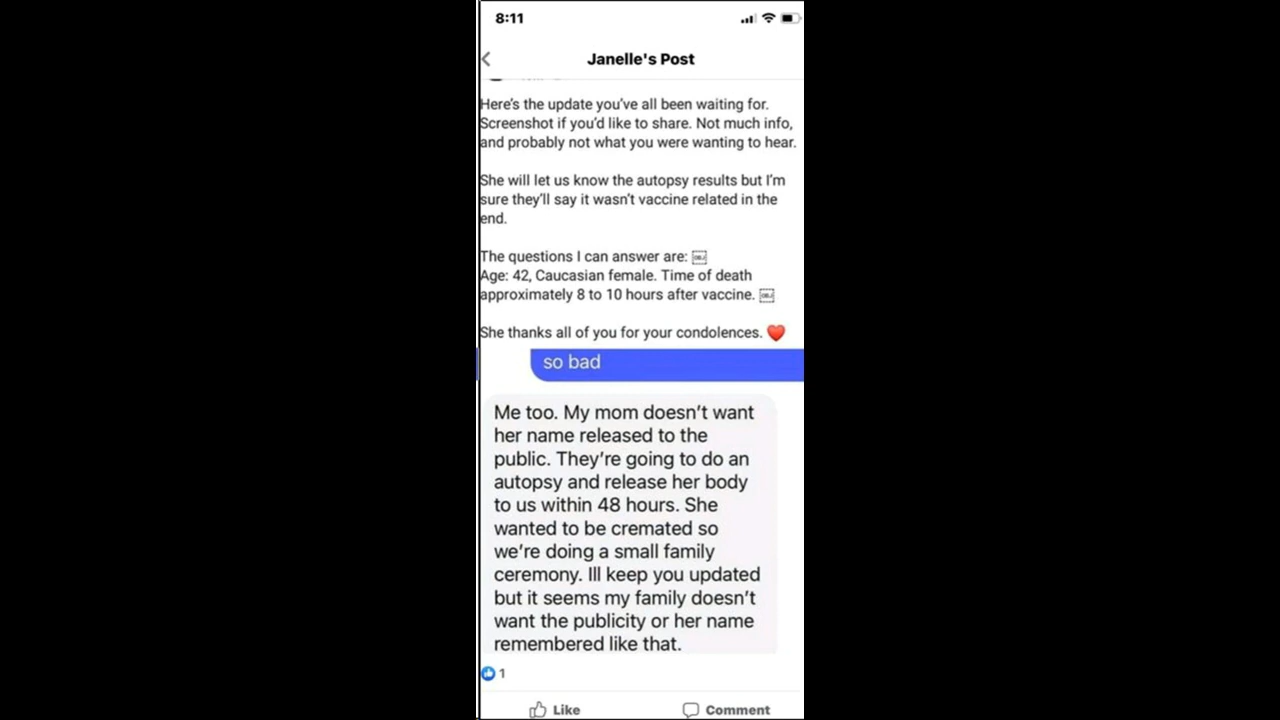 8:11
Janelle's Post
Here's the update you've all been waiting for.
Screenshot if you'd like to share. Not much info,
and probably not what you were wanting to hear.
She will let us know the autopsy results but I'm
sure they'll say it wasn't vaccine related in the
end.
The questions I can answer are:
Age: 42, Caucasian female. Time of death
approximately 8 to 10 hours after vaccine.
She thanks all of you for your condolences. ❤️
so bad
Me too. My mom doesn't want
her name released to the
public. They're going to do an
autopsy and release her body
to us within 48 hours. She
wanted to be cremated so
we're doing a small family
ceremony. Ill keep you updated
but it seems my family doesn't
want the publicity or her name
remembered like that.
1
Like
Comment